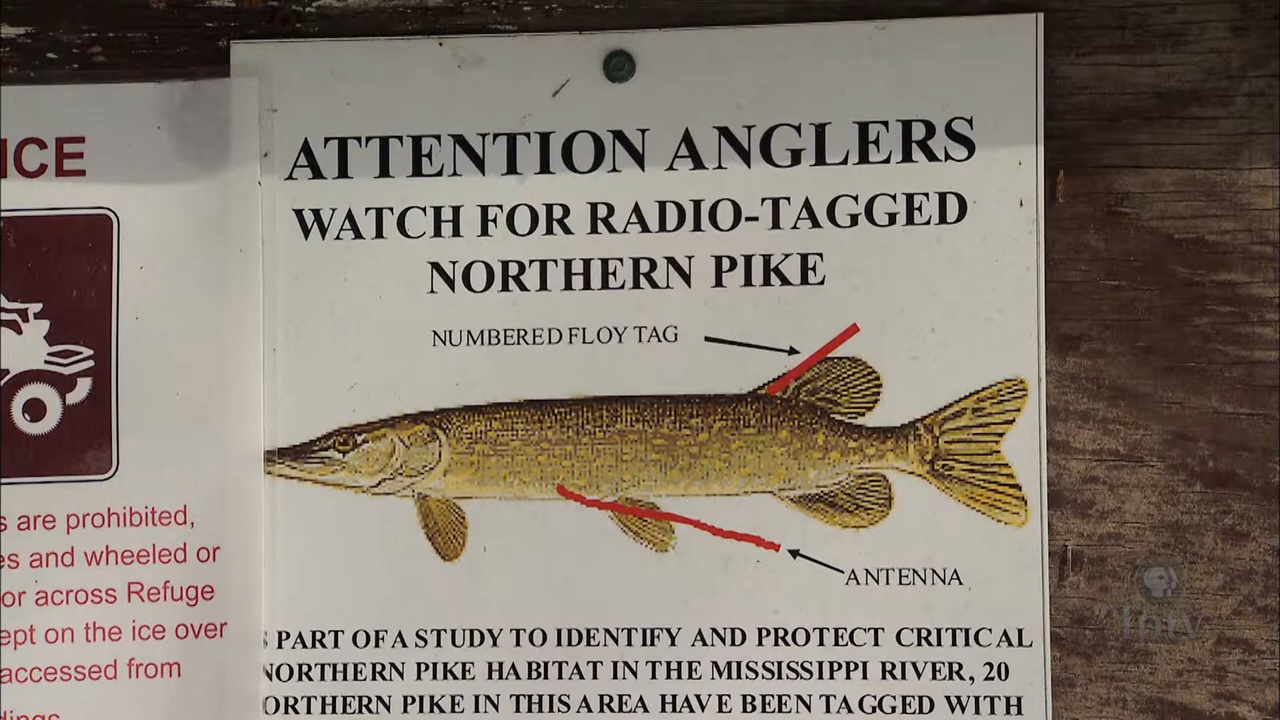 ICE
s are prohibited,
es and wheeled or
or across Refuge
ept on the ice over
accessed from
dings
ATTENTION ANGLERS
WATCH FOR RADIO-TAGGED
NORTHERN PIKE
NUMBERED FLOY TAG
ANTENNA
S PART OF A STUDY TO IDENTIFY AND PROTECT CRITICAL
NORTHERN PIKE HABITAT IN THE MISSISSIPPI RIVER, 20
ORTHERN PIKE IN THIS AREA HAVE BEEN TAGGED WITH
iptv